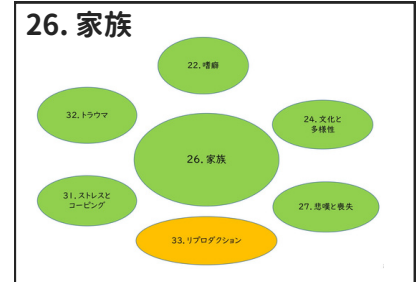 26. 家族
22. 嗜癖
32. トラウマ
24. 文化と
多様性
26. 家族
31. ストレスと
コーピング
27. 悲嘆と喪失
33. リプロダクション